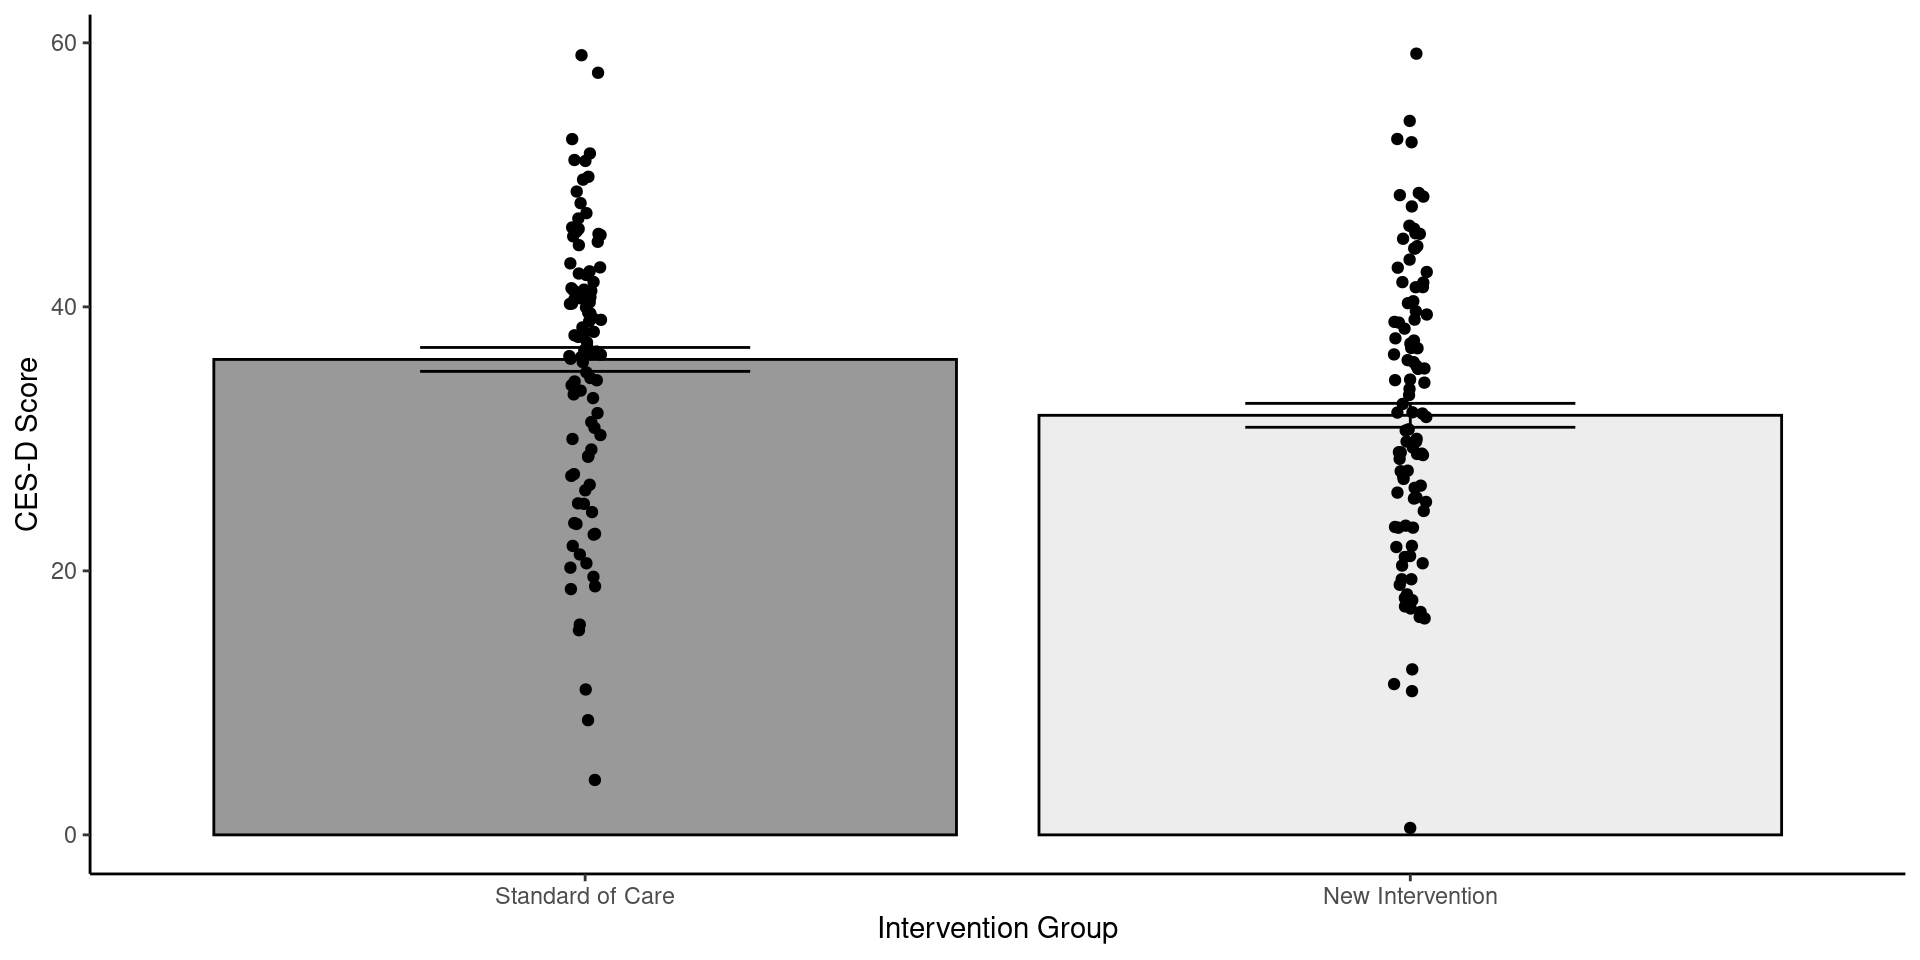 60
40
20
0
CES-D Score
Standard of Care
New Intervention
Intervention Group